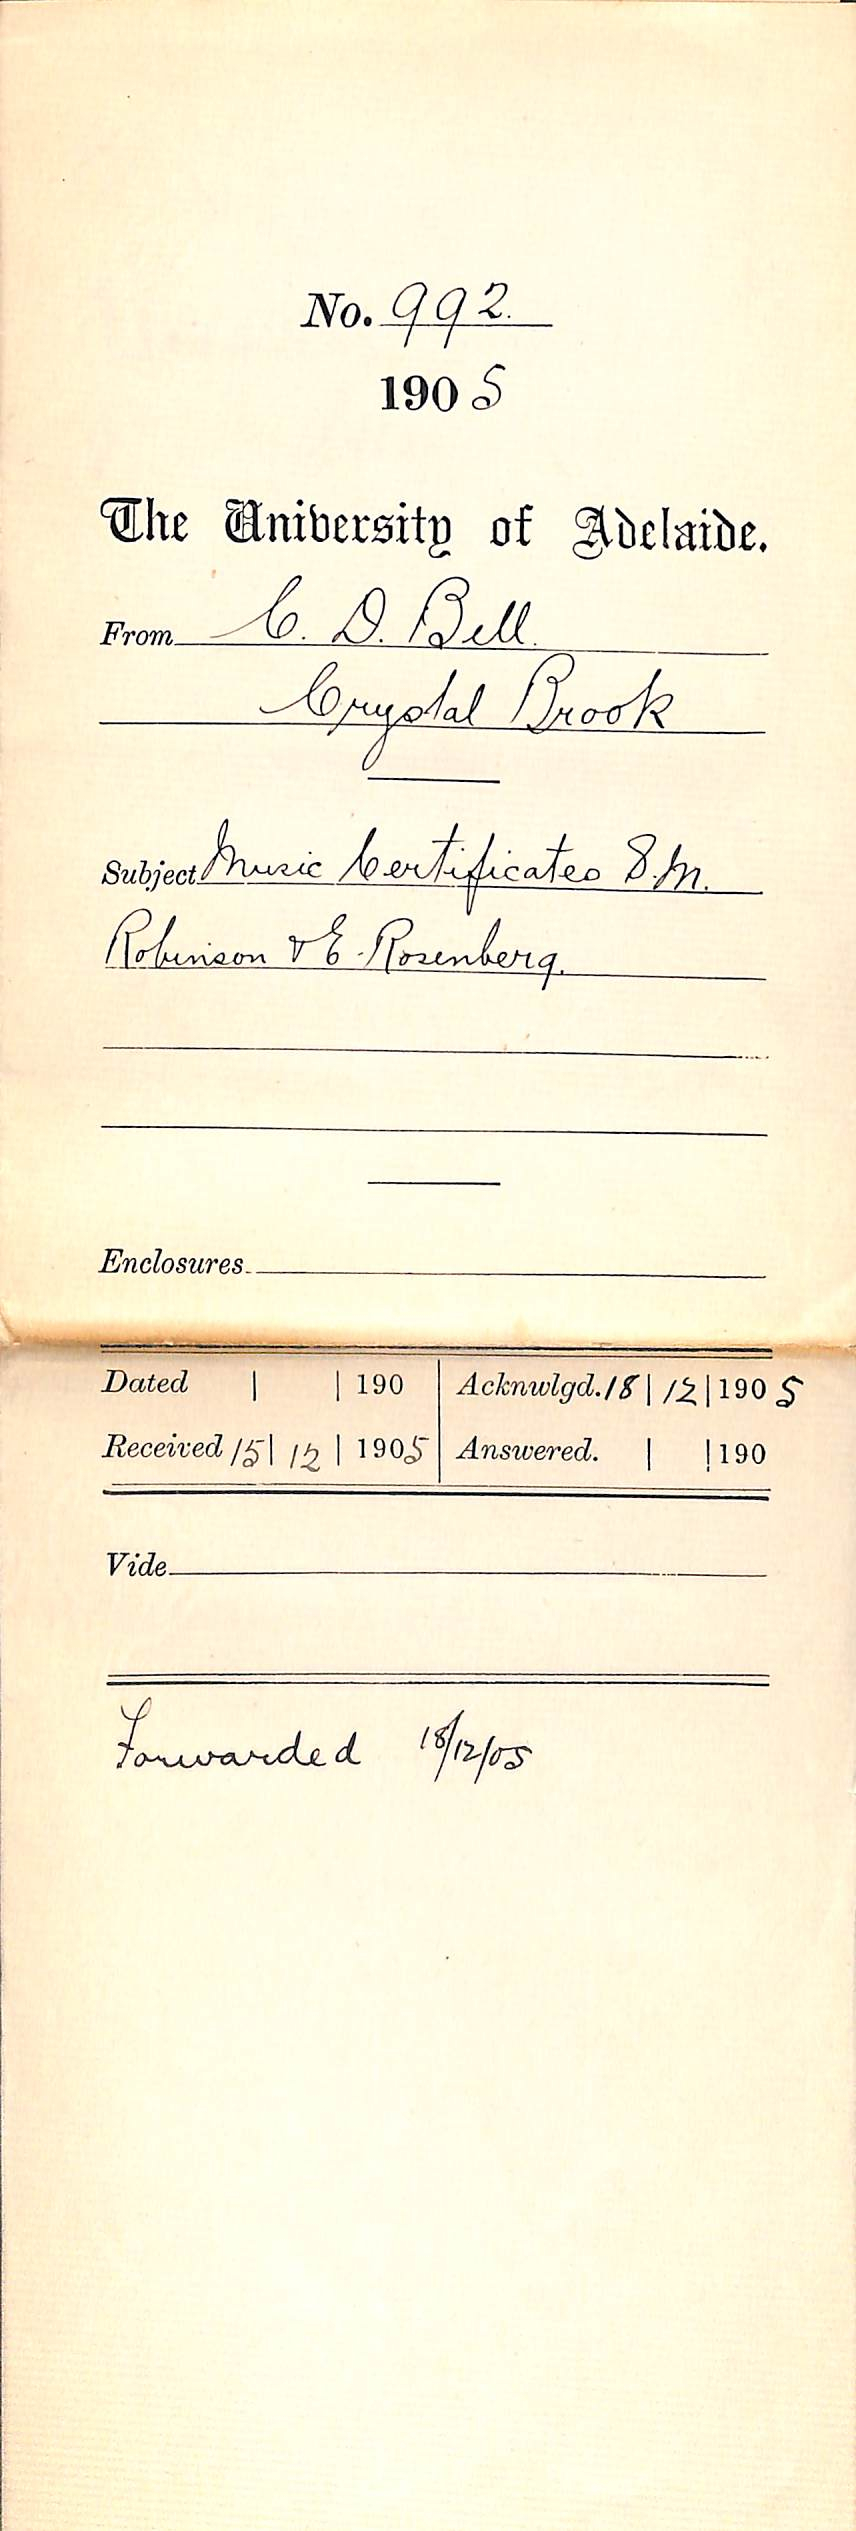 No. 992.
1905
The University of Adelaide.
From C. D. Bell.
Crystal Brook
Subject Music Certificates S.M.
Robinson & E. Rosenberg.
Enclosures
Dated | | 190 Acknwlgd. 18 | 12 | 1905
Received 15 | 12 | 1905 Answered. | | 190
Vide
Forwarded 18/12/05